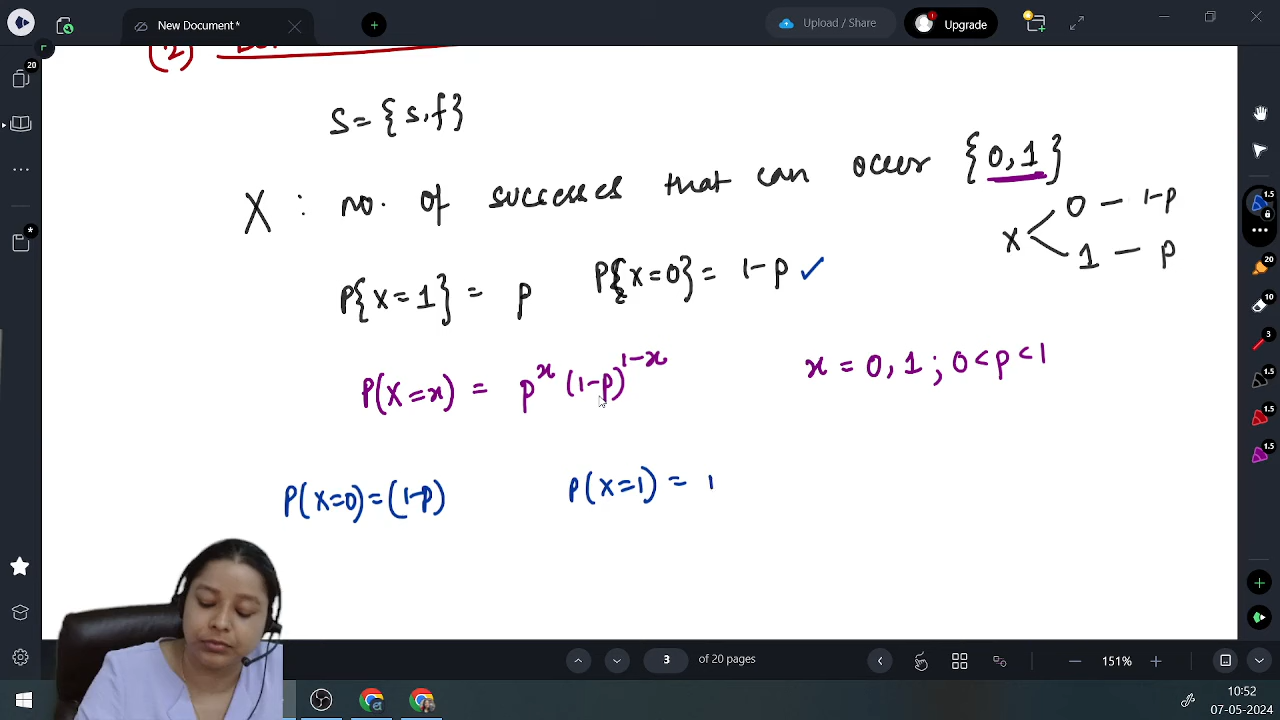 New Document*
Upload / Share
Upgrade
(2)
20
S = {s, f}
X : no. of successes that can occur {0, 1}
X < 0 — 1-p
1 — p
P{X=1} = p P{X=0} = 1-p ✓
P(X=x) = p^x (1-p)^{1-x} x = 0, 1 ; 0 < p < 1
P(X=0) = (1-p) P(X=1) =
3 of 20 pages
151%
10:52
07-05-2024